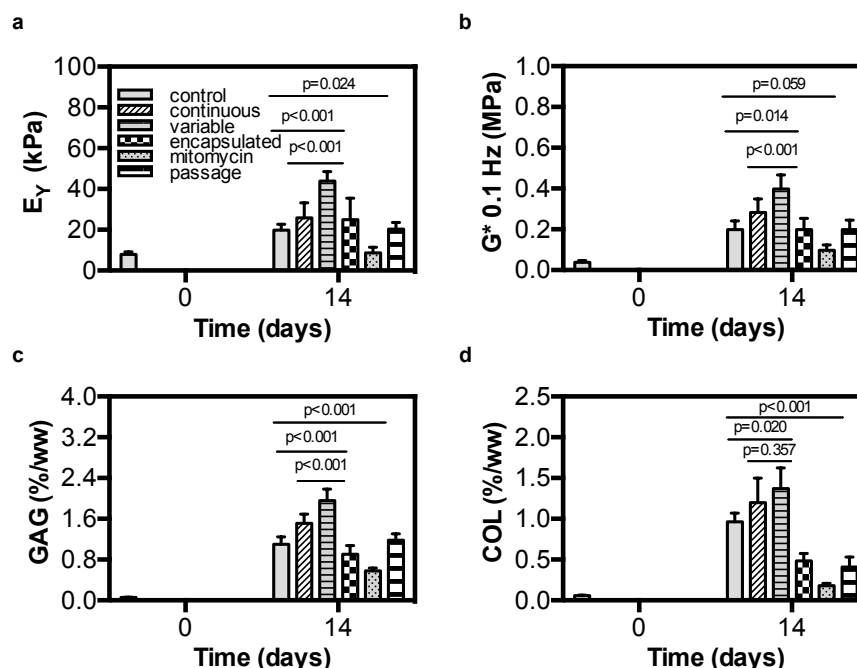 a
100
80
60
40
20
0
E_Y (kPa)
control
continuous
variable
encapsulated
mitomycin
passage
p=0.024
p<0.001
p<0.001
0 14
Time (days)
b
1.0
0.8
0.6
0.4
0.2
0.0
G* 0.1 Hz (MPa)
p=0.059
p=0.014
p<0.001
0 14
Time (days)
c
4.0
3.2
2.4
1.6
0.8
0.0
GAG (%/ww)
p<0.001
p<0.001
p<0.001
0 14
Time (days)
d
2.5
2.0
1.5
1.0
0.5
0.0
COL (%/ww)
p<0.001
p=0.020
p=0.357
0 14
Time (days)